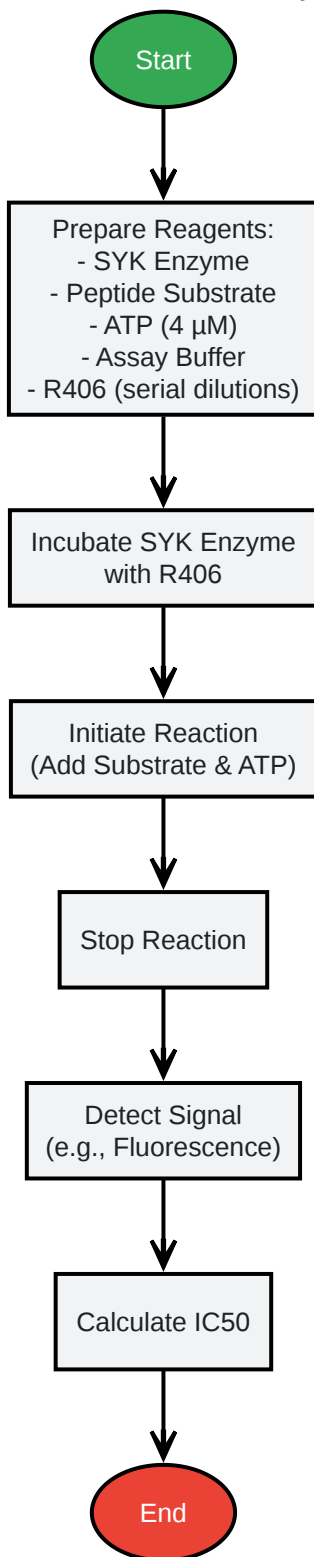 Start
Prepare Reagents:
- SYK Enzyme
- Peptide Substrate
- ATP (4 µM)
- Assay Buffer
- R406 (serial dilutions)
Incubate SYK Enzyme
with R406
Initiate Reaction
(Add Substrate & ATP)
Stop Reaction
Detect Signal
(e.g., Fluorescence)
Calculate IC50
End